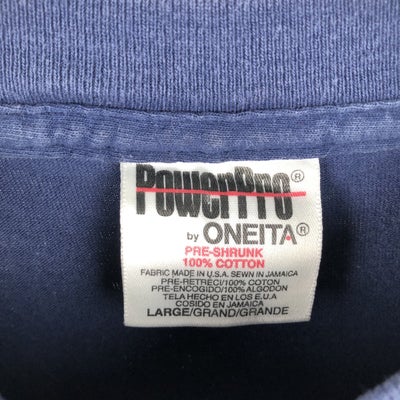 PowerPro®
by ONEITA®
PRE-SHRUNK
100% COTTON
FABRIC MADE IN U.S.A. SEWN IN JAMAICA
PRE-RETRECI/100% COTON
PRE-ENCOGIDO/100% ALGODON
TELA HECHO EN LOS E.U.A
COSIDO EN JAMAICA
LARGE/GRAND/GRANDE